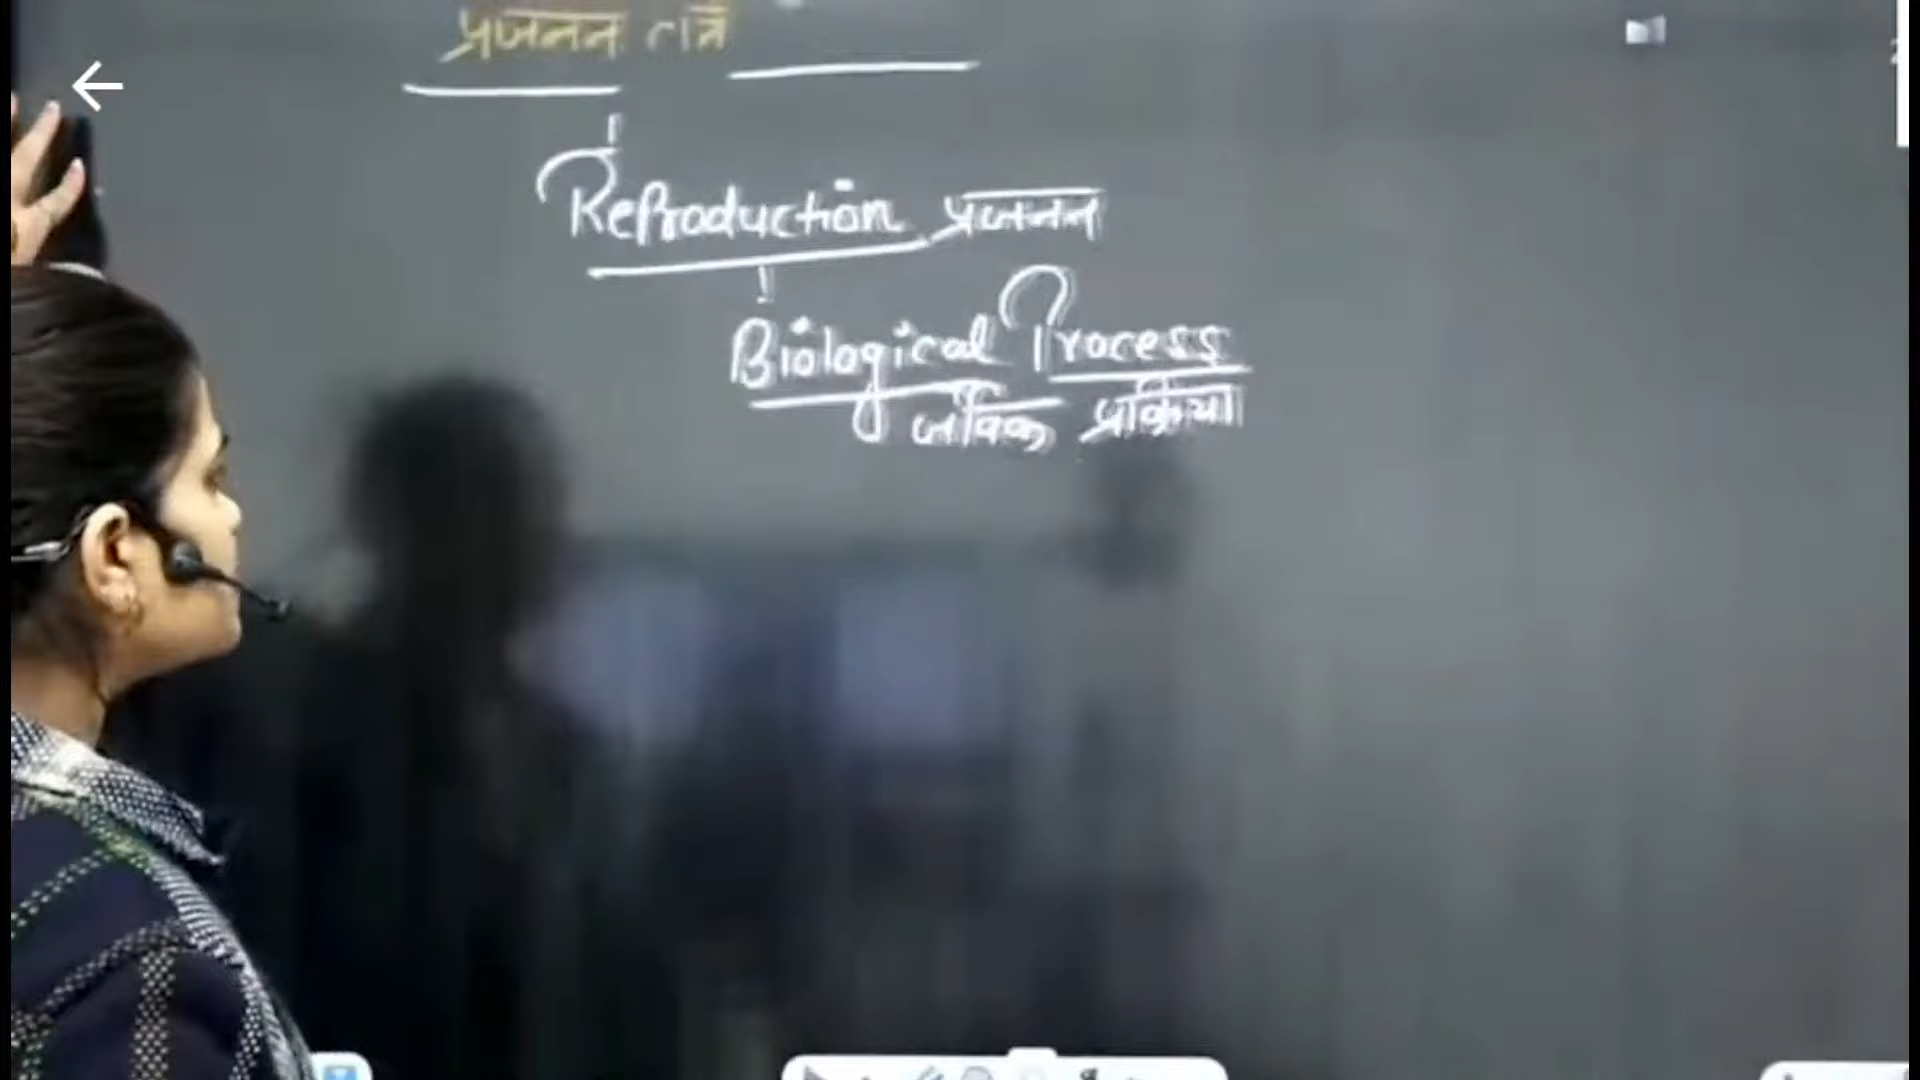 प्रजनन तंत्र
Reproduction प्रजनन
Biological Process
जैविक प्रक्रिया